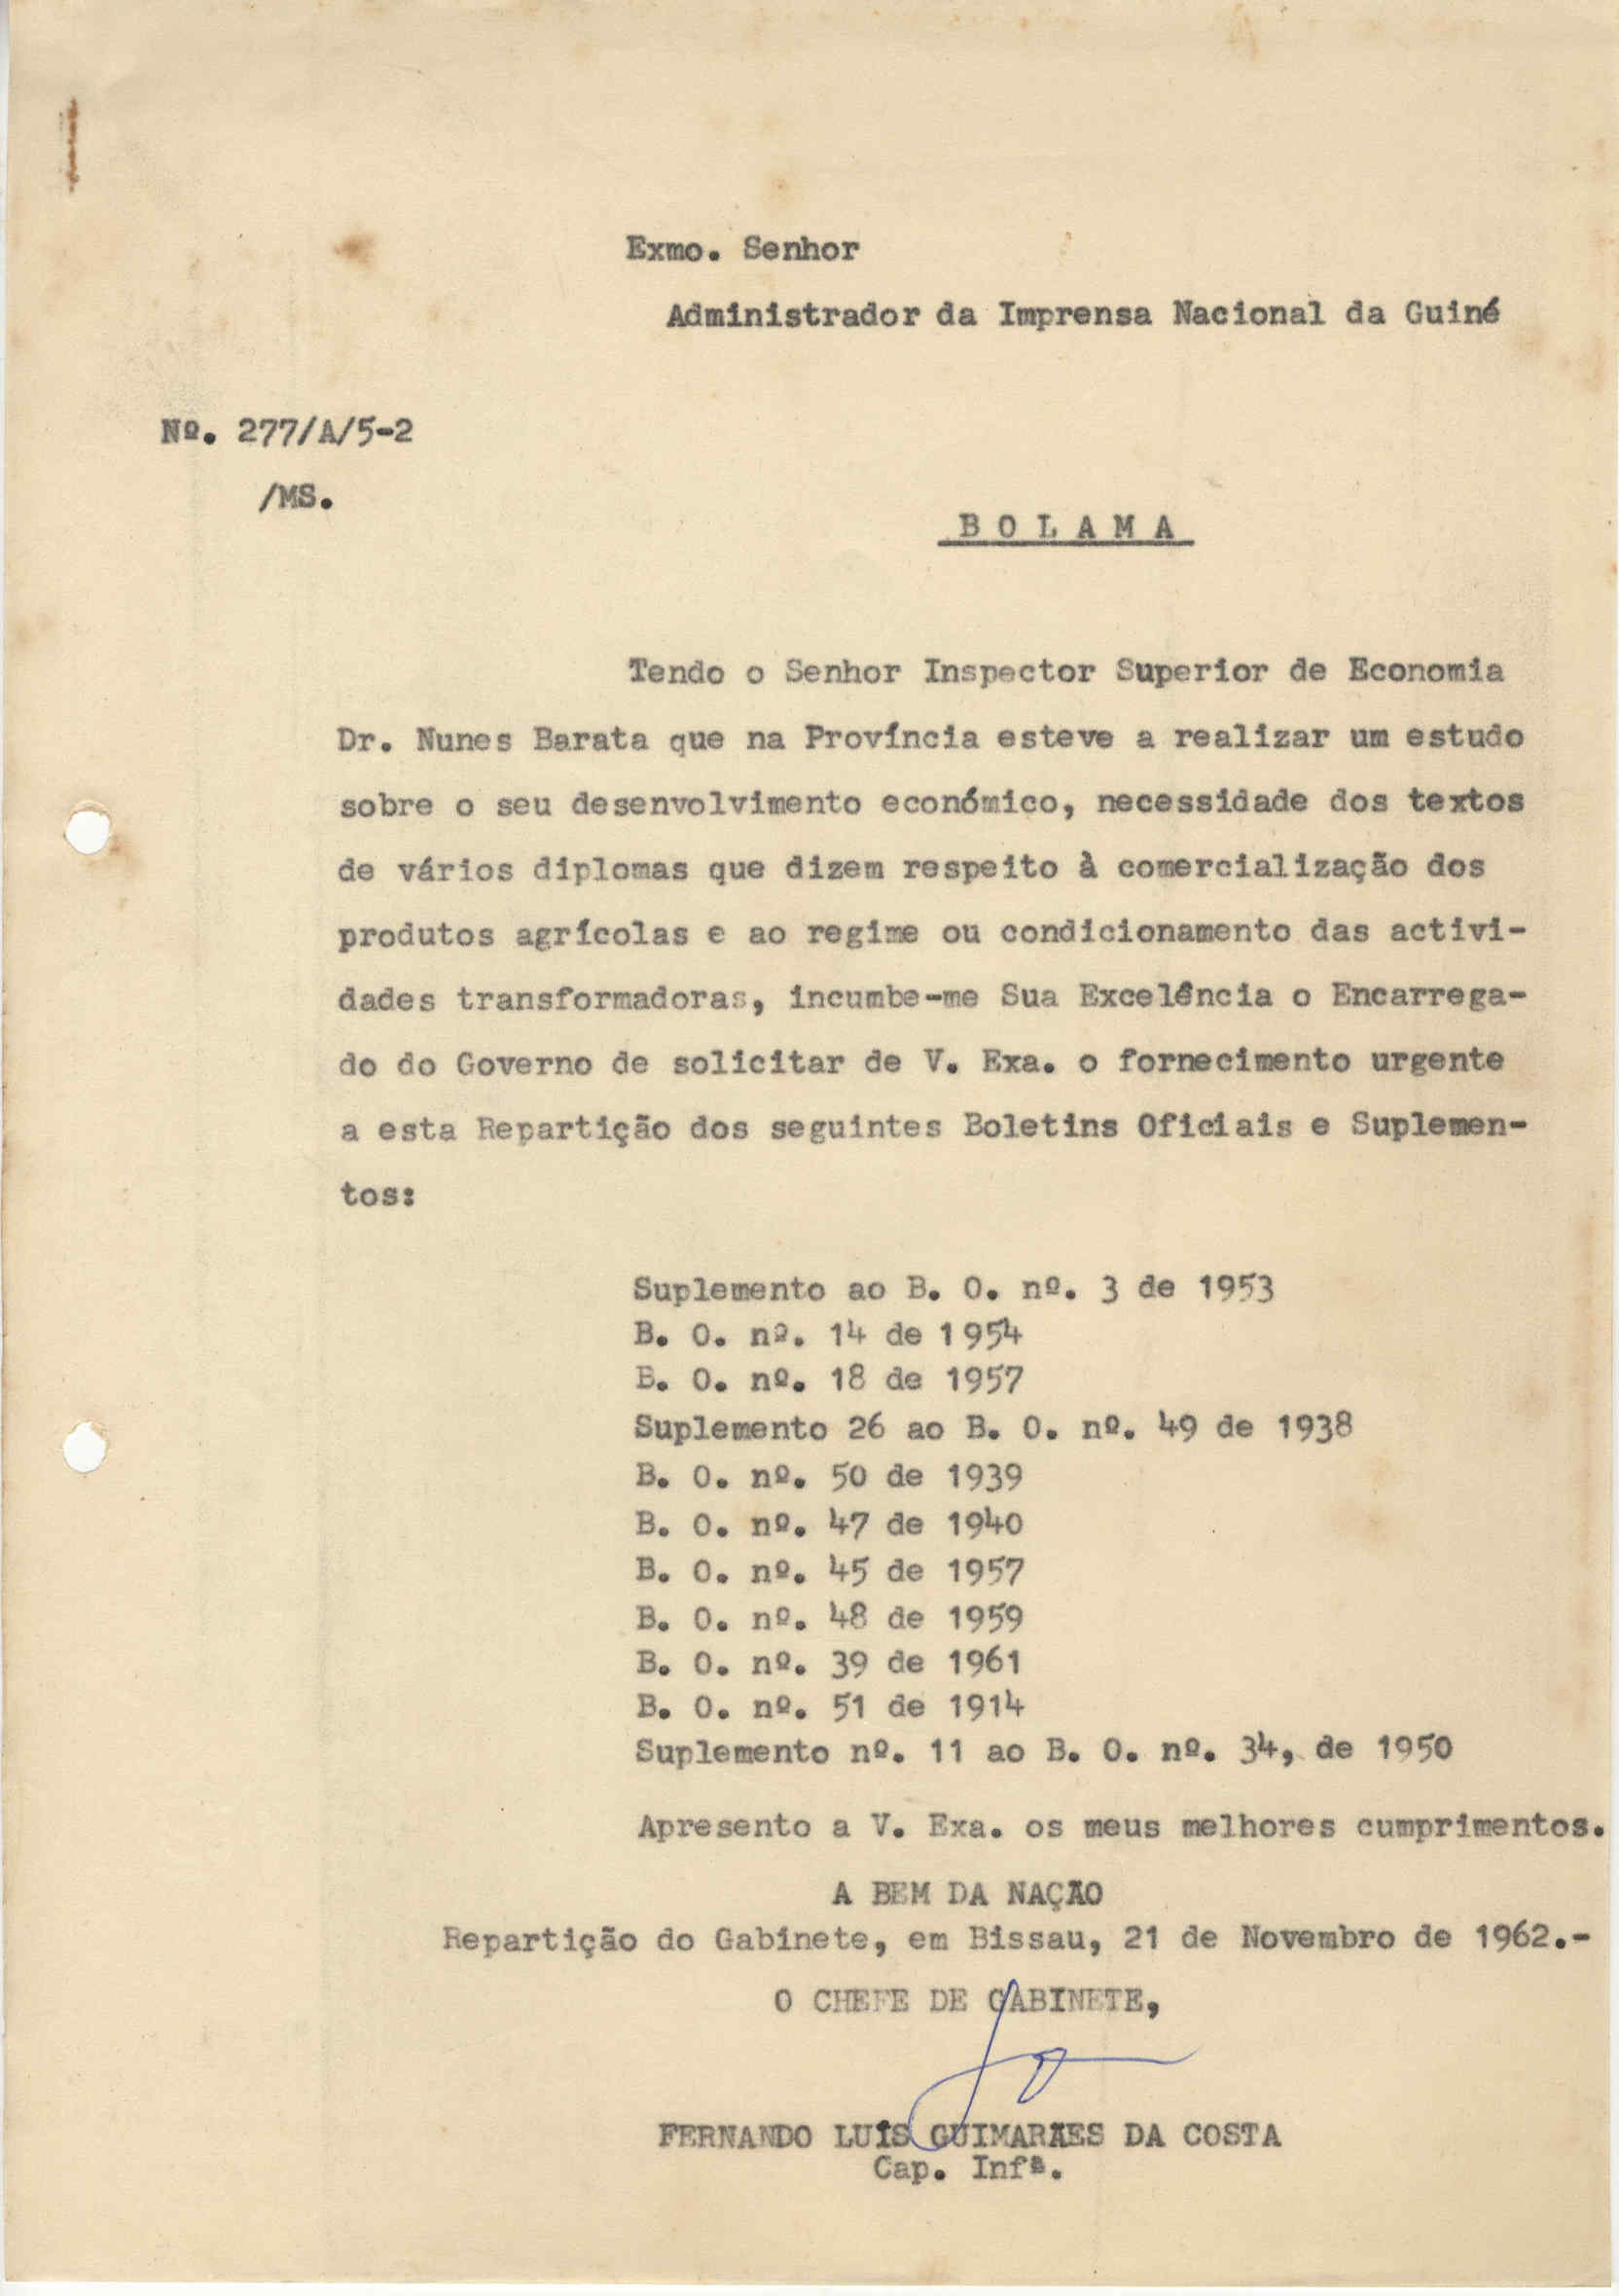 Exmo. Senhor
Administrador da Imprensa Nacional da Guiné
Nº. 277/A/5-2
/MS.
B O L A M A
Tendo o Senhor Inspector Superior de Economia
Dr. Nunes Barata que na Província esteve a realizar um estudo
sobre o seu desenvolvimento económico, necessidade dos textos
de vários diplomas que dizem respeito à comercialização dos
produtos agrícolas e ao regime ou condicionamento das activi-
dades transformadoras, incumbe-me Sua Excelência o Encarrega-
do do Governo de solicitar de V. Exa. o fornecimento urgente
a esta Repartição dos seguintes Boletins Oficiais e Suplemen-
tos:
Suplemento ao B. O. nº. 3 de 1953
B. O. nº. 14 de 1954
B. O. nº. 18 de 1957
Suplemento 26 ao B. O. nº. 49 de 1938
B. O. nº. 50 de 1939
B. O. nº. 47 de 1940
B. O. nº. 45 de 1957
B. O. nº. 48 de 1959
B. O. nº. 39 de 1961
B. O. nº. 51 de 1914
Suplemento nº. 11 ao B. O. nº. 34, de 1950
Apresento a V. Exa. os meus melhores cumprimentos.
A BEM DA NAÇÃO
Repartição do Gabinete, em Bissau, 21 de Novembro de 1962.-
O CHEFE DE GABINETE,
FERNANDO LUÍS GUIMARÃES DA COSTA
Cap. Infª.